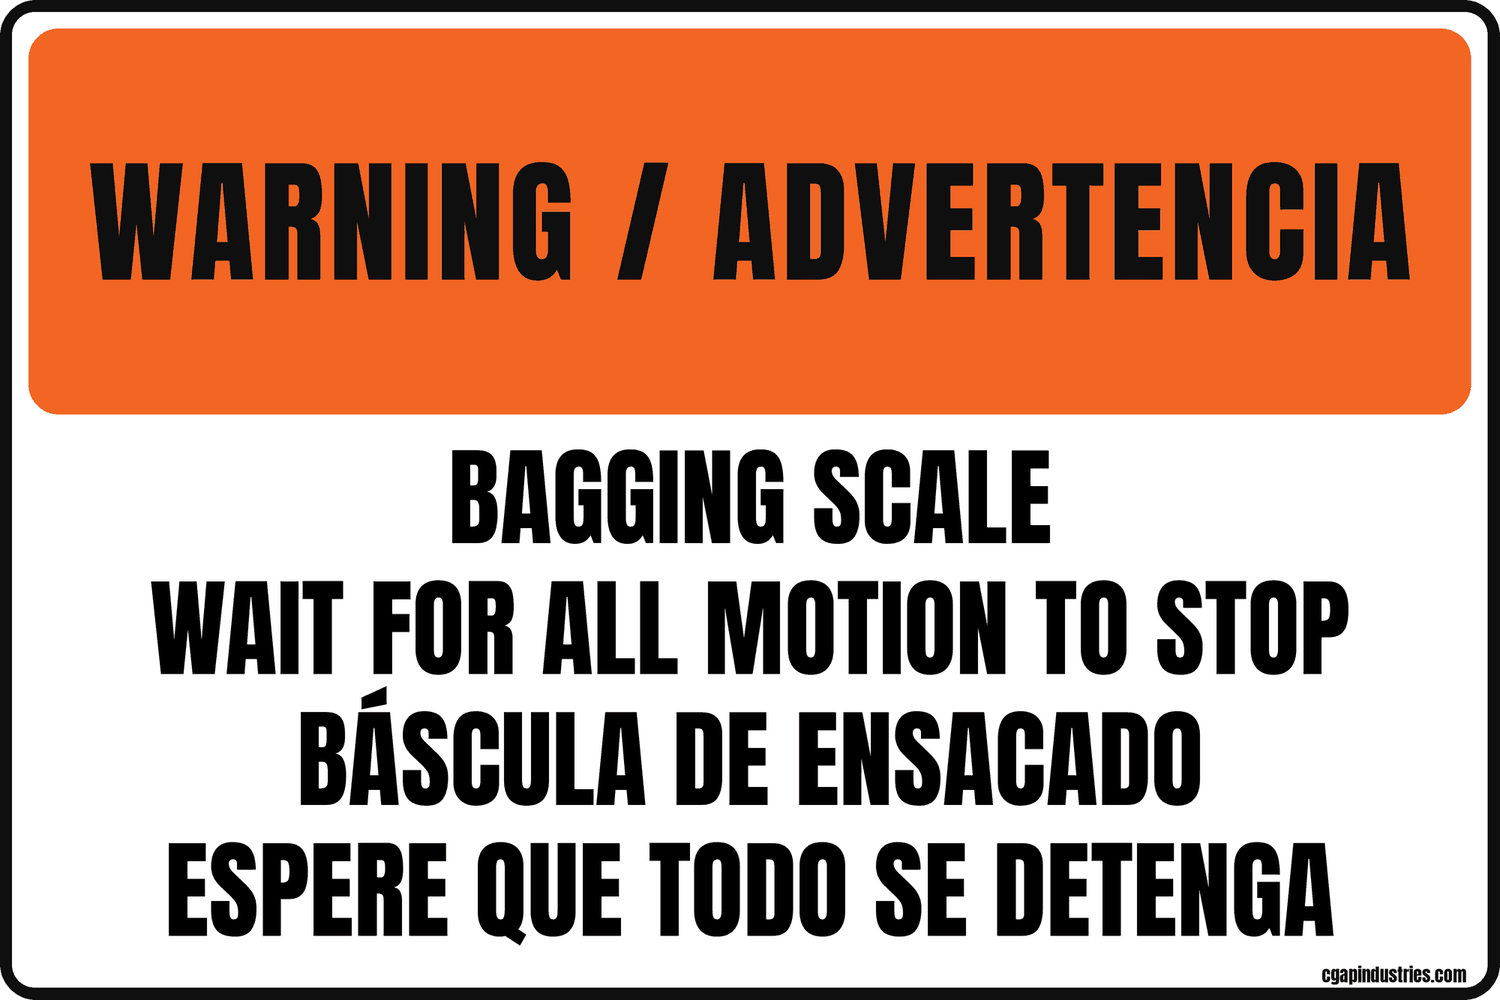 WARNING / ADVERTENCIA
BAGGING SCALE
WAIT FOR ALL MOTION TO STOP
BÁSCULA DE ENSACADO
ESPERE QUE TODO SE DETENGA
cgapindustries.com